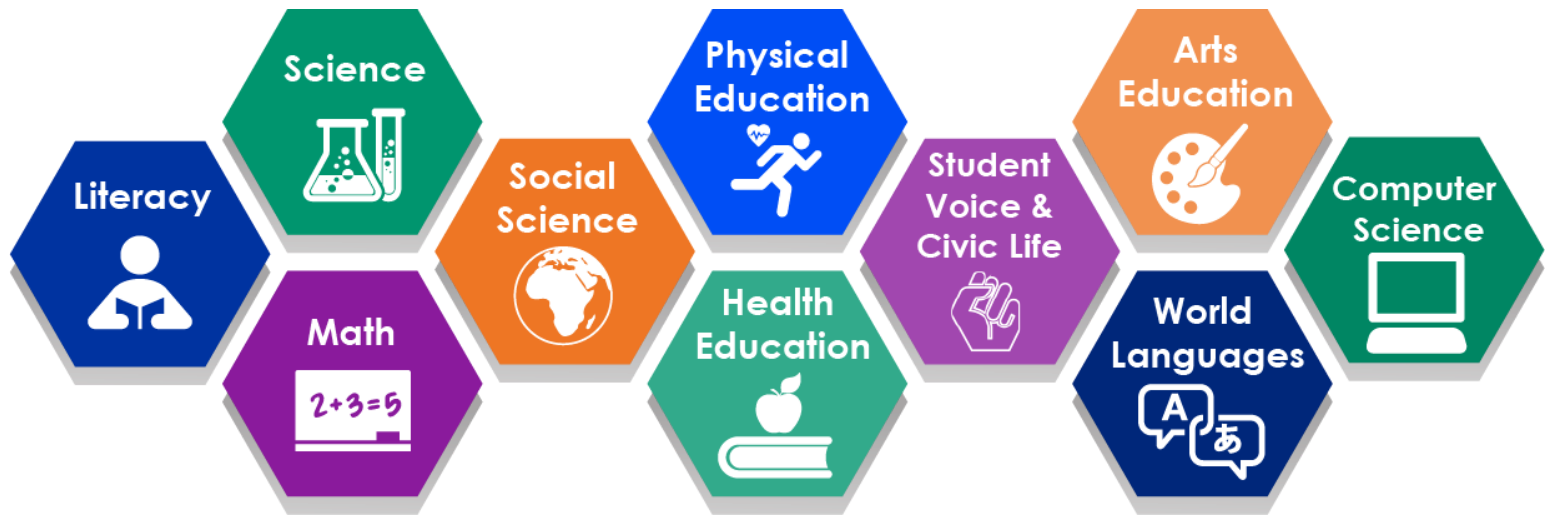 Literacy
Science
Math
2+3=5
Social
Science
Physical
Education
Health
Education
Student
Voice &
Civic Life
Arts
Education
World
Languages
A
あ
Computer
Science